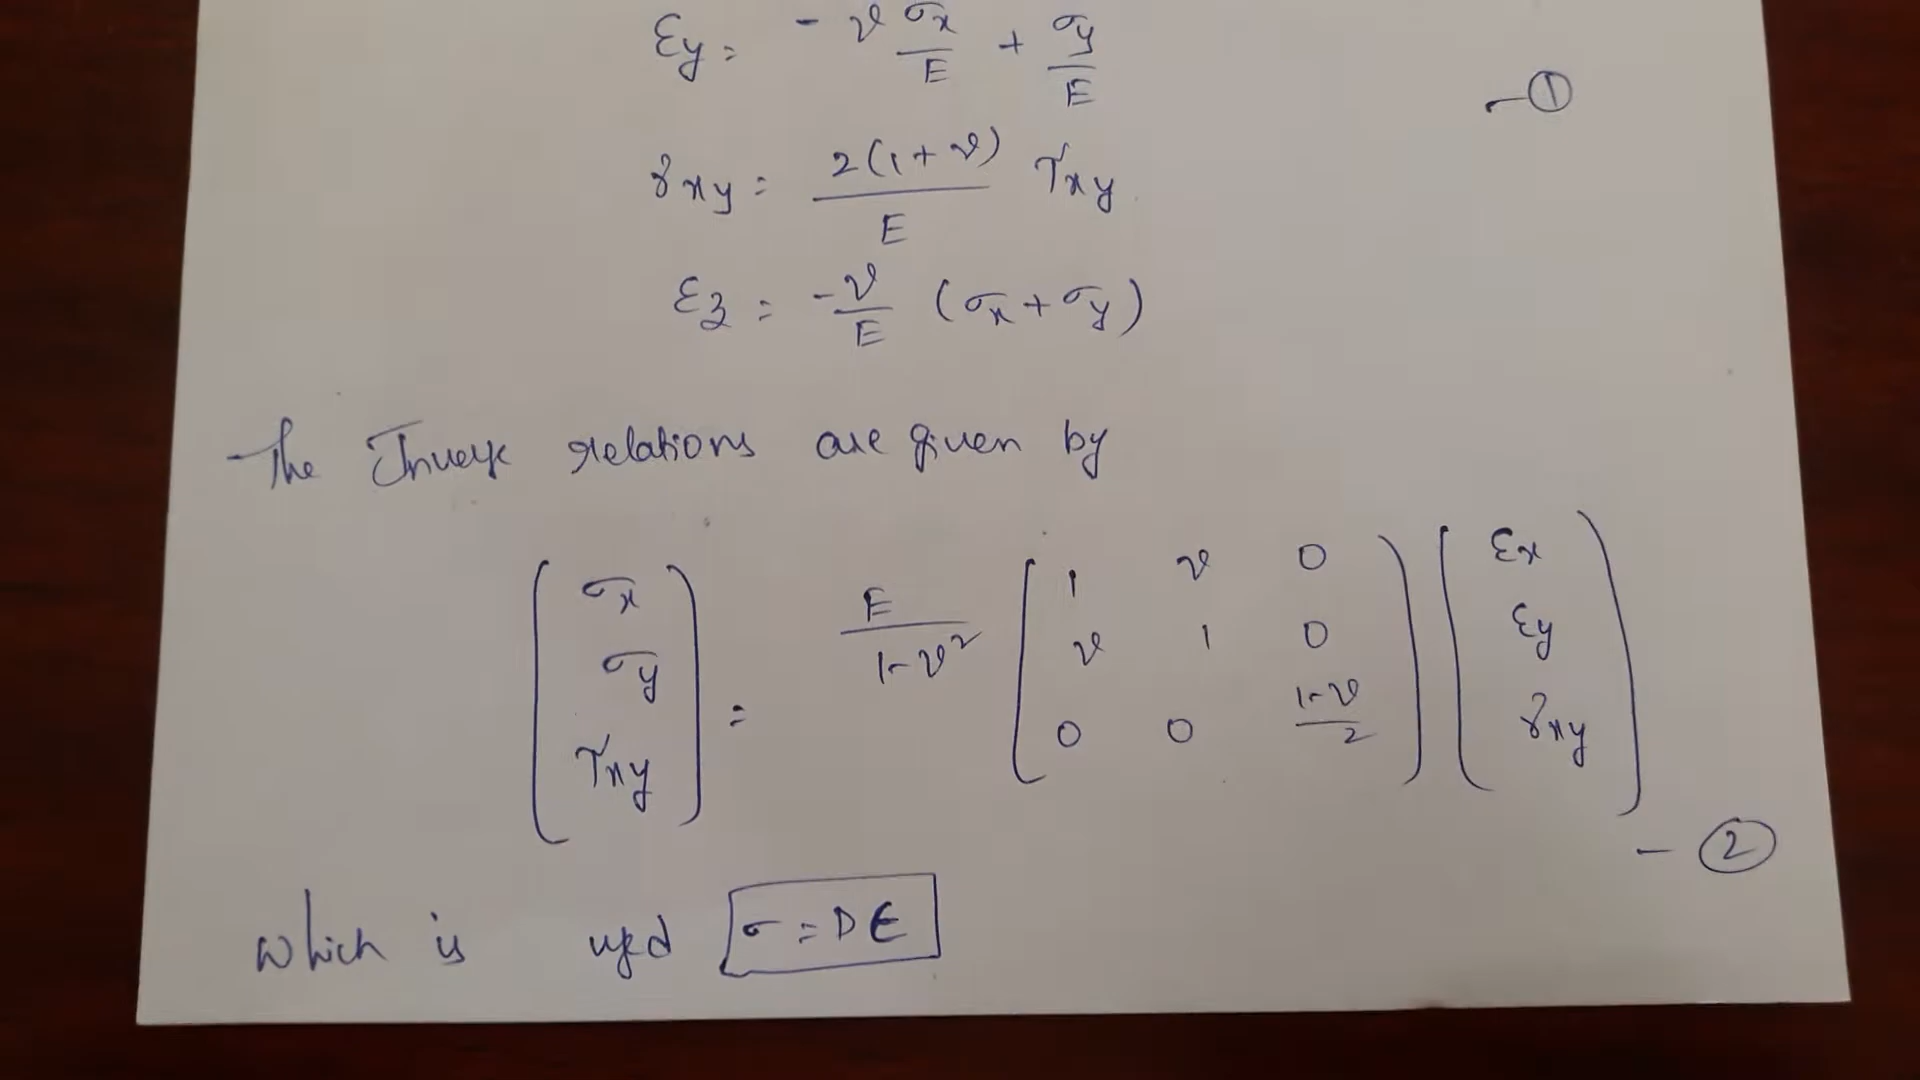 εy = - ν σx/E + σy/E
- ①
γxy = 2(1+ν)/E τxy
εz = -ν/E (σx + σy)
The Inverse relations are given by
[σx σy τxy] = E/1-ν² [1 ν 0; ν 1 0; 0 0 1-ν/2] [εx εy γxy]
- ②
which is used σ = D ∈